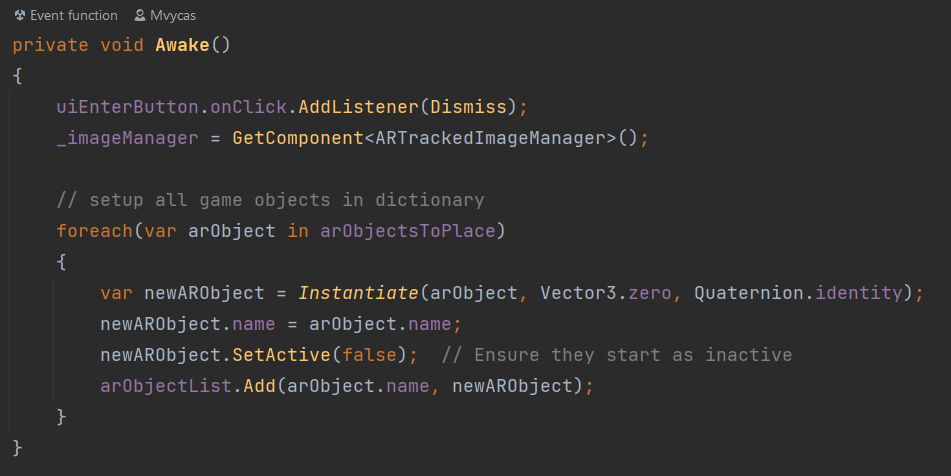 Event function Mvycas
private void Awake()
{
    uiEnterButton.onClick.AddListener(Dismiss);
    _imageManager = GetComponent<ARTrackedImageManager>();

    // setup all game objects in dictionary
    foreach(var arObject in arObjectsToPlace)
    {
        var newARObject = Instantiate(arObject, Vector3.zero, Quaternion.identity);
        newARObject.name = arObject.name;
        newARObject.SetActive(false);  // Ensure they start as inactive
        arObjectList.Add(arObject.name, newARObject);
    }
}